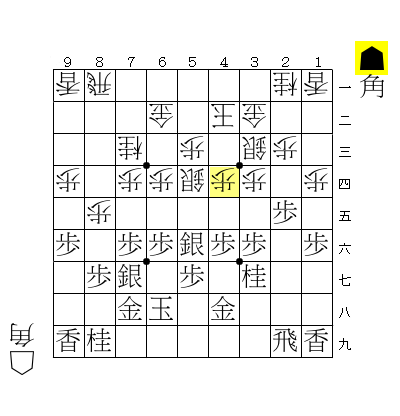 9 8 7 6 5 4 3 2 1
香 飛 桂 香 一 角
金 王 金 二
桂 歩 銀 歩 三
歩 歩 歩 銀 歩 歩 歩 四
歩 歩 五
歩 歩 歩 銀 歩 歩 歩 六
歩 銀 歩 桂 七
金 玉 金 八
角 香 桂 飛 香 九